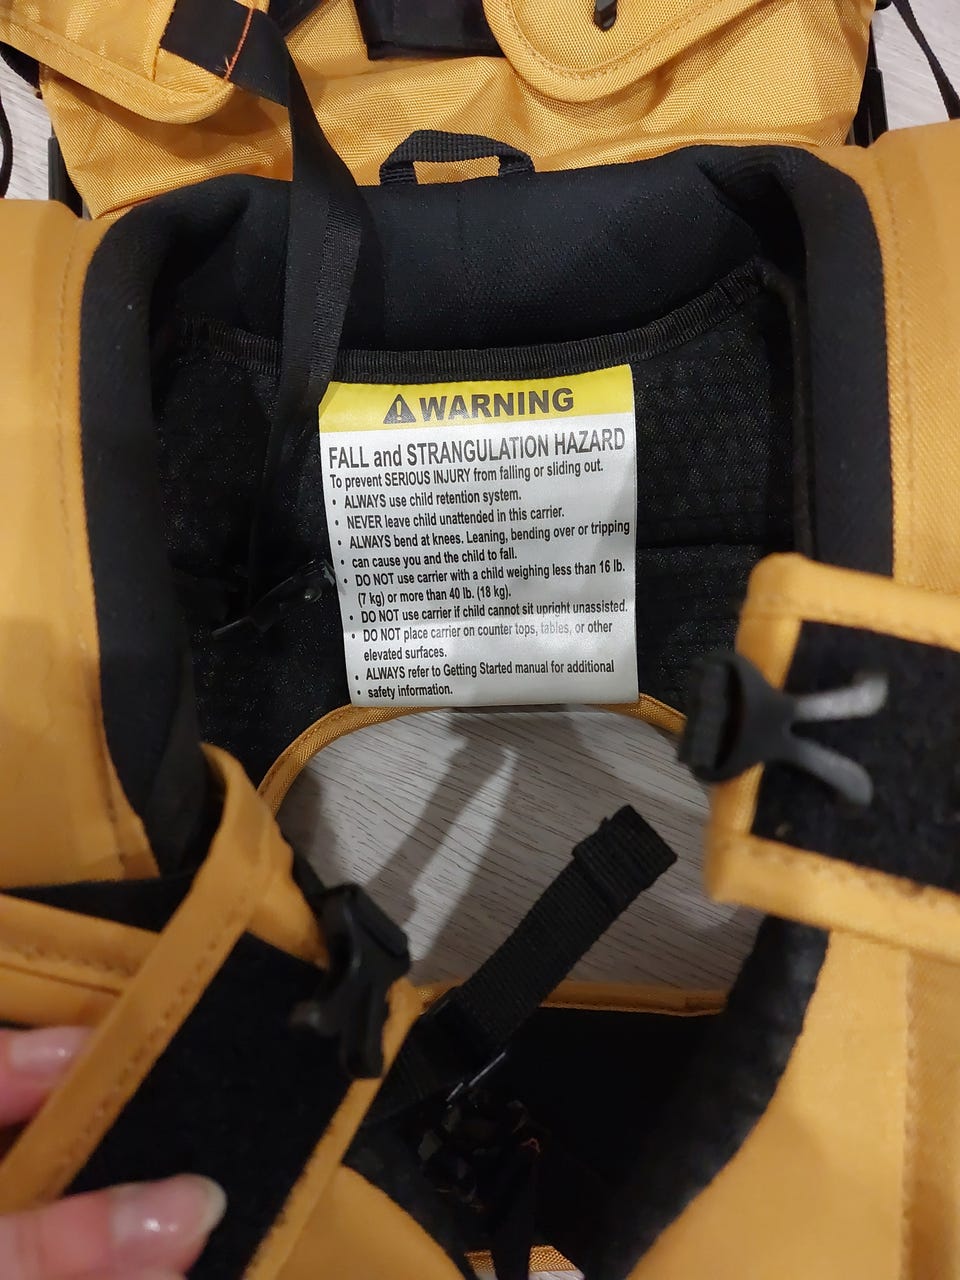 ⚠WARNING
FALL and STRANGULATION HAZARD
To prevent SERIOUS INJURY from falling or sliding out.
• ALWAYS use child retention system.
• NEVER leave child unattended in this carrier.
• ALWAYS bend at knees. Leaning, bending over or tripping
• can cause you and the child to fall.
• DO NOT use carrier with a child weighing less than 16 lb.
(7 kg) or more than 40 lb. (18 kg).
• DO NOT use carrier if child cannot sit upright unassisted.
• DO NOT place carrier on counter tops, tables, or other
elevated surfaces.
• ALWAYS refer to Getting Started manual for additional
• safety information.